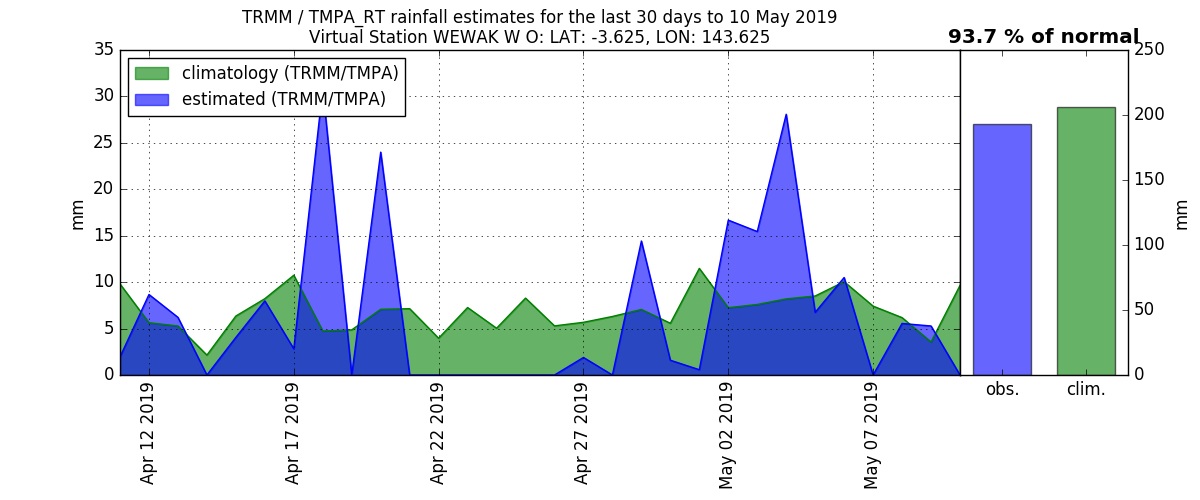 TRMM / TMPA_RT rainfall estimates for the last 30 days to 10 May 2019
Virtual Station WEWAK W O: LAT: -3.625, LON: 143.625
93.7 % of normal
climatology (TRMM/TMPA)
estimated (TRMM/TMPA)
35
30
25
20
15
10
5
0
mm
Apr 12 2019
Apr 17 2019
Apr 22 2019
Apr 27 2019
May 02 2019
May 07 2019
250
200
150
100
50
0
mm
obs.
clim.